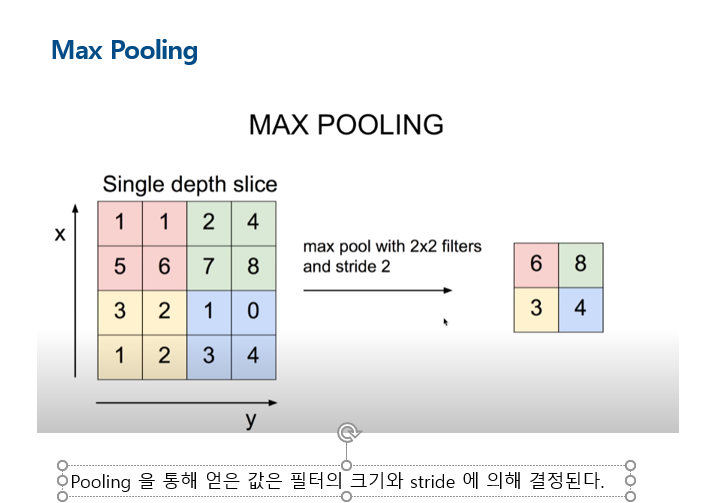 Max Pooling
MAX POOLING
Single depth slice
x
1 1 2 4
5 6 7 8
3 2 1 0
1 2 3 4
y
max pool with 2x2 filters
and stride 2
6 8
3 4
Pooling 을 통해 얻은 값은 필터의 크기와 stride 에 의해 결정된다.